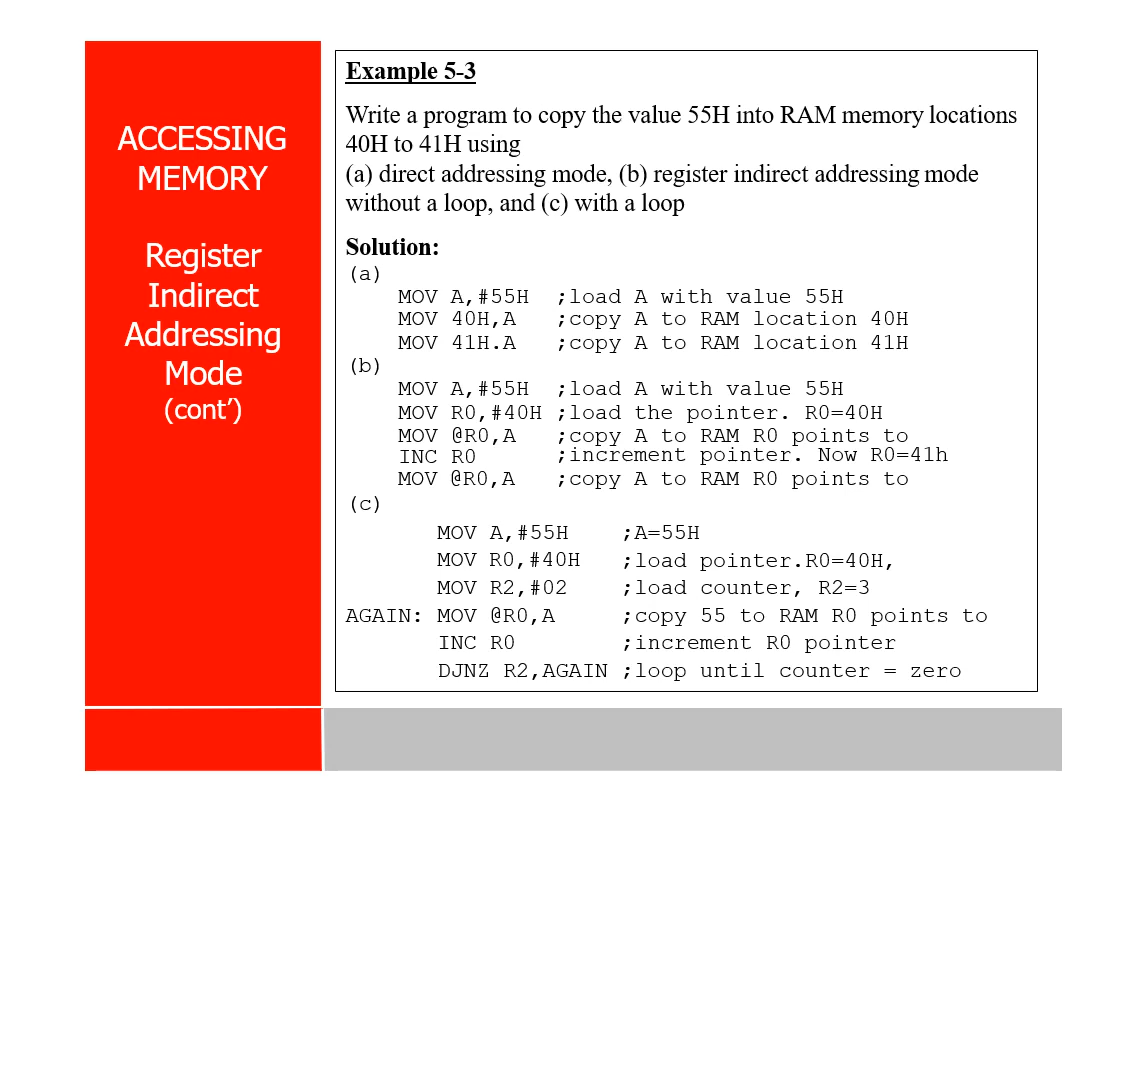 ACCESSING
MEMORY
Register
Indirect
Addressing
Mode
(cont’)
Example 5-3
Write a program to copy the value 55H into RAM memory locations
40H to 41H using
(a) direct addressing mode, (b) register indirect addressing mode
without a loop, and (c) with a loop
Solution:
(a)
MOV A,#55H ;load A with value 55H
MOV 40H,A ;copy A to RAM location 40H
MOV 41H.A ;copy A to RAM location 41H
(b)
MOV A,#55H ;load A with value 55H
MOV R0,#40H ;load the pointer. R0=40H
MOV @R0,A ;copy A to RAM R0 points to
INC R0 ;increment pointer. Now R0=41h
MOV @R0,A ;copy A to RAM R0 points to
(c)
MOV A,#55H ;A=55H
MOV R0,#40H ;load pointer.R0=40H,
MOV R2,#02 ;load counter, R2=3
AGAIN: MOV @R0,A ;copy 55 to RAM R0 points to
INC R0 ;increment R0 pointer
DJNZ R2,AGAIN ;loop until counter = zero